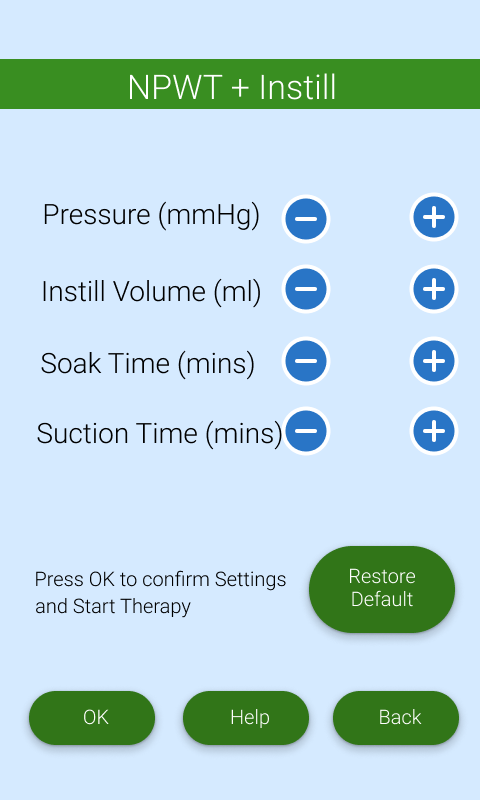 NPWT + Instill
Pressure (mmHg)
Instill Volume (ml)
Soak Time (mins)
Suction Time (mins)
Press OK to confirm Settings
and Start Therapy
Restore
Default
OK
Help
Back